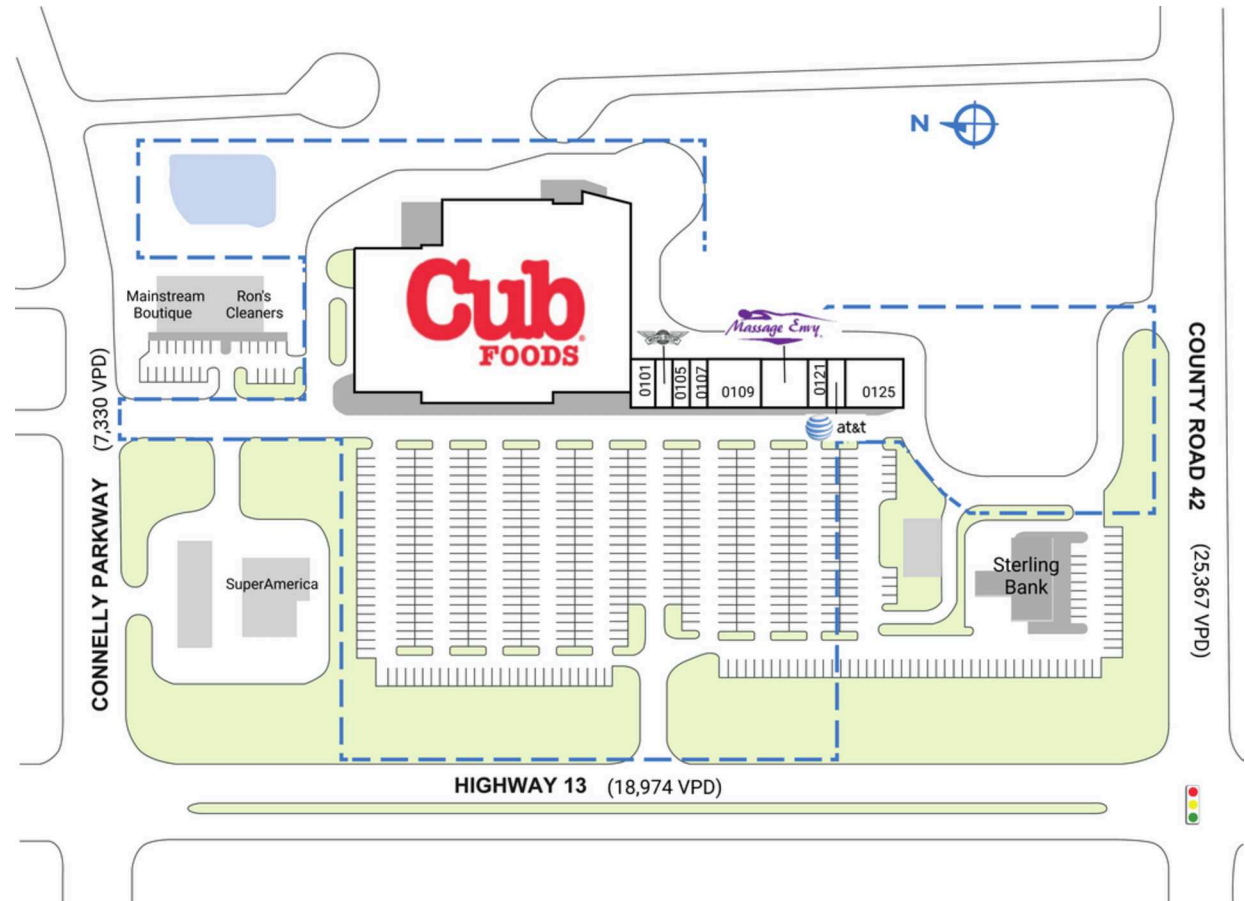 N
Mainstream
Boutique
Ron's
Cleaners
Cub
FOODS
Massage Envy
0101
0105
0107
0109
0121
0125
at&t
CONNELLY PARKWAY (7,330 VPD)
COUNTY ROAD 42 (25,367 VPD)
SuperAmerica
Sterling
Bank
HIGHWAY 13 (18,974 VPD)